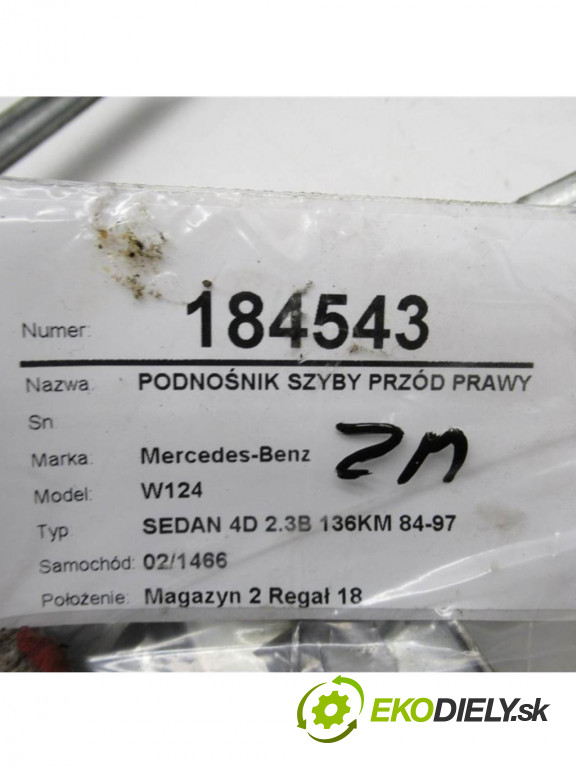 Numer: 184543
Nazwa PODNOŚNIK SZYBY PRZÓD PRAWY
Sn
Marka: Mercedes-Benz
ZM
Model: W124
Typ SEDAN 4D 2.3B 136KM 84-97
Samochód: 02/1466
Położenie: Magazyn 2 Regał 18
EKODIELY.sk